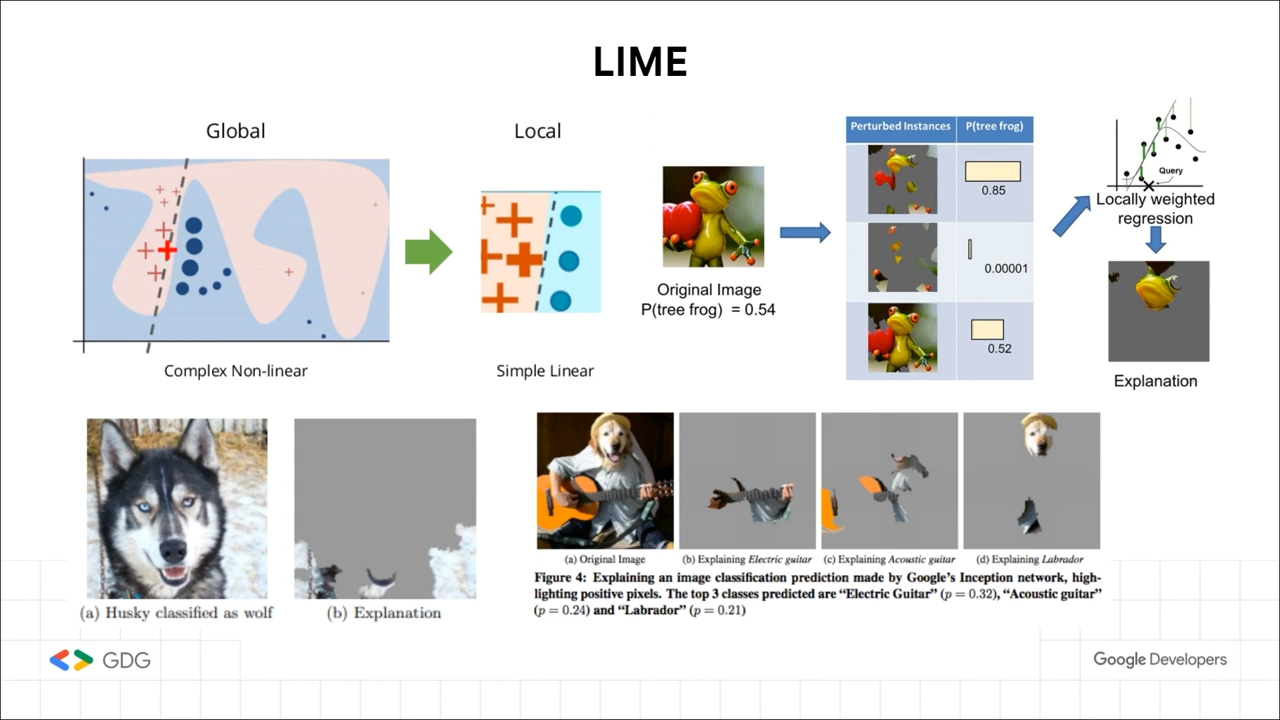 LIME
Global
Local
Complex Non-linear
Simple Linear
Original Image
P(tree frog) = 0.54
Perturbed Instances
P(tree frog)
0.85
0.00001
0.52
Query
Locally weighted
regression
Explanation
(a) Husky classified as wolf
(b) Explanation
(a) Original Image
(b) Explaining Electric guitar
(c) Explaining Acoustic guitar
(d) Explaining Labrador
Figure 4: Explaining an image classification prediction made by Google's Inception network, high-
lighting positive pixels. The top 3 classes predicted are “Electric Guitar” (p = 0.32), “Acoustic guitar”
(p = 0.24) and “Labrador” (p = 0.21)
GDG
Google Developers